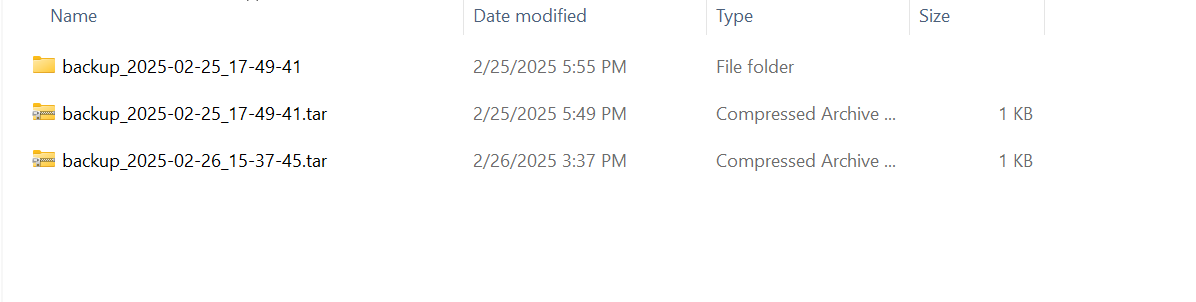 Name Date modified Type Size
backup_2025-02-25_17-49-41 2/25/2025 5:55 PM File folder
backup_2025-02-25_17-49-41.tar 2/25/2025 5:49 PM Compressed Archive ... 1 KB
backup_2025-02-26_15-37-45.tar 2/26/2025 3:37 PM Compressed Archive ... 1 KB